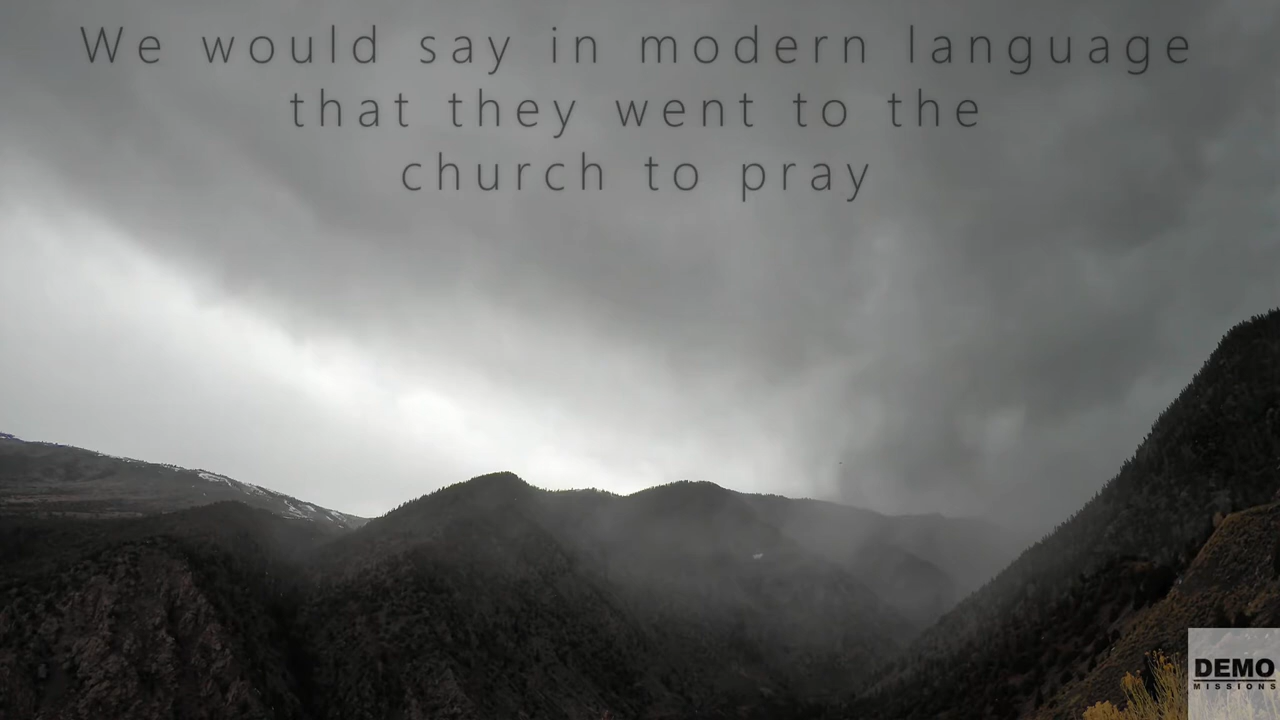 We would say in modern language
that they went to the
church to pray
DEMO
MISSIONS